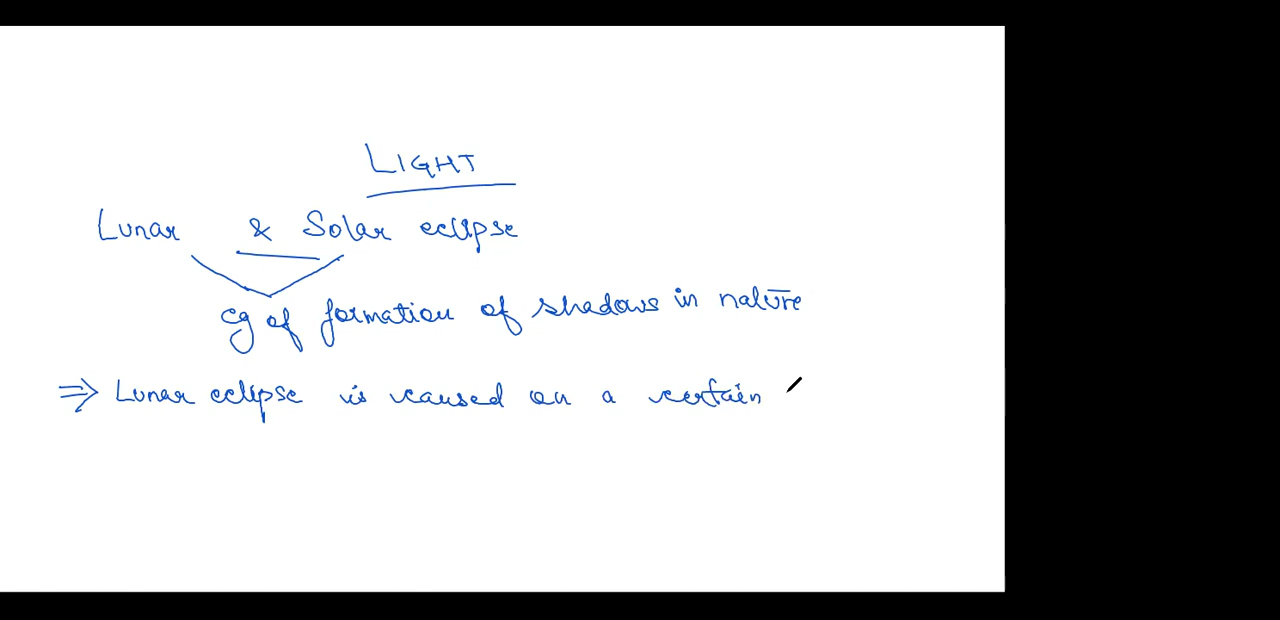 LIGHT
Lunar & Solar eclipse
eg of formation of shadows in nature
⇒ Lunar eclipse is caused on a certain